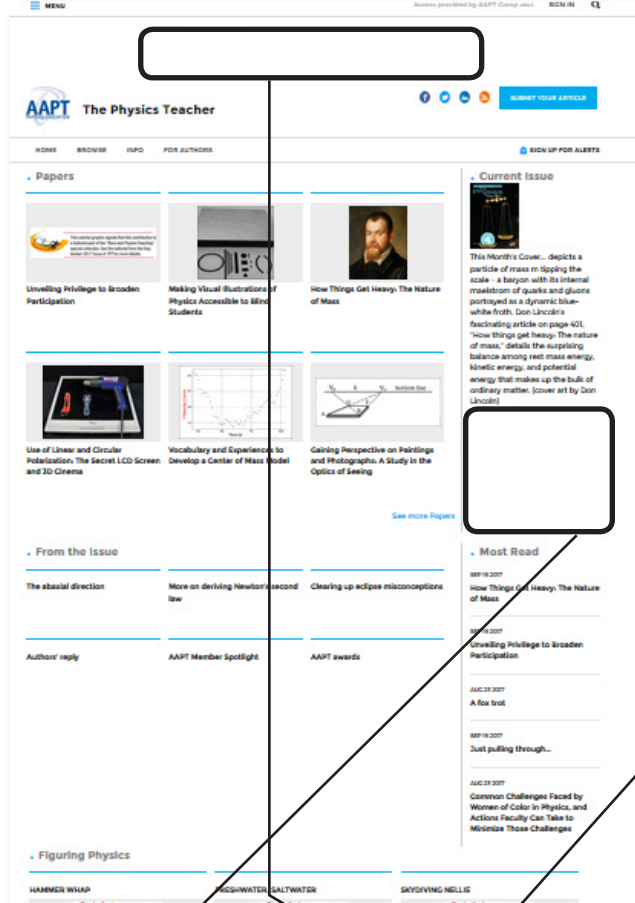 MENU
Access provided by AAPT Comp acct.
SIGN IN
AAPT
PHYSICS EDUCATION
The Physics Teacher
SUBMIT YOUR ARTICLE
HOME BROWSE INFO FOR AUTHORS
SIGN UP FOR ALERTS
Papers
Unveiling Privilege to Broaden
Participation
Making Visual Illustrations of
Physics Accessible to Blind
Students
How Things Get Heavy: The Nature
of Mass
Use of Linear and Circular
Polarization: The Secret LCD Screen
and 3D Cinema
Vocabulary and Experiences to
Develop a Center of Mass Model
horizon line
Gaining Perspective on Paintings
and Photographs: A Study in the
Optics of Seeing
See more Papers
Current Issue
This Month's Cover... depicts a
particle of mass m tipping the
scale – a baryon with its internal
maelstrom of quarks and gluons
portrayed as a dynamic blue-
white froth. Don Lincoln's
fascinating article on page 401,
"How things get heavy: The nature
of mass," details the surprising
balance among rest mass energy,
kinetic energy, and potential
energy that makes up the bulk of
ordinary matter. (cover art by Don
Lincoln)
From the Issue
The abaxial direction
More on deriving Newton's second
law
Clearing up eclipse misconceptions
Authors' reply
AAPT Member Spotlight
AAPT awards
Most Read
SEP 19 2017
How Things Get Heavy: The Nature
of Mass
SEP 19 2017
Unveiling Privilege to Broaden
Participation
AUG 23 2017
A fox trot
SEP 19 2017
Just pulling through...
AUG 23 2017
Common Challenges Faced by
Women of Color in Physics, and
Actions Faculty Can Take to
Minimize Those Challenges
Figuring Physics
HAMMER WHAP
FRESHWATER, SALTWATER
SKYDIVING NELLIE